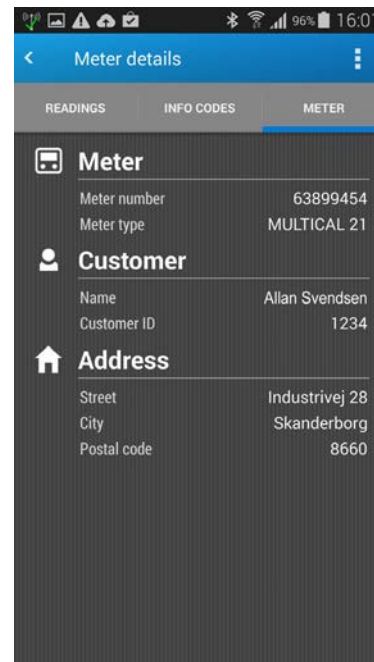 96% 16:07
Meter details
READINGS INFO CODES METER
Meter
Meter number 63899454
Meter type MULTICAL 21
Customer
Name Allan Svendsen
Customer ID 1234
Address
Street Industrivej 28
City Skanderborg
Postal code 8660